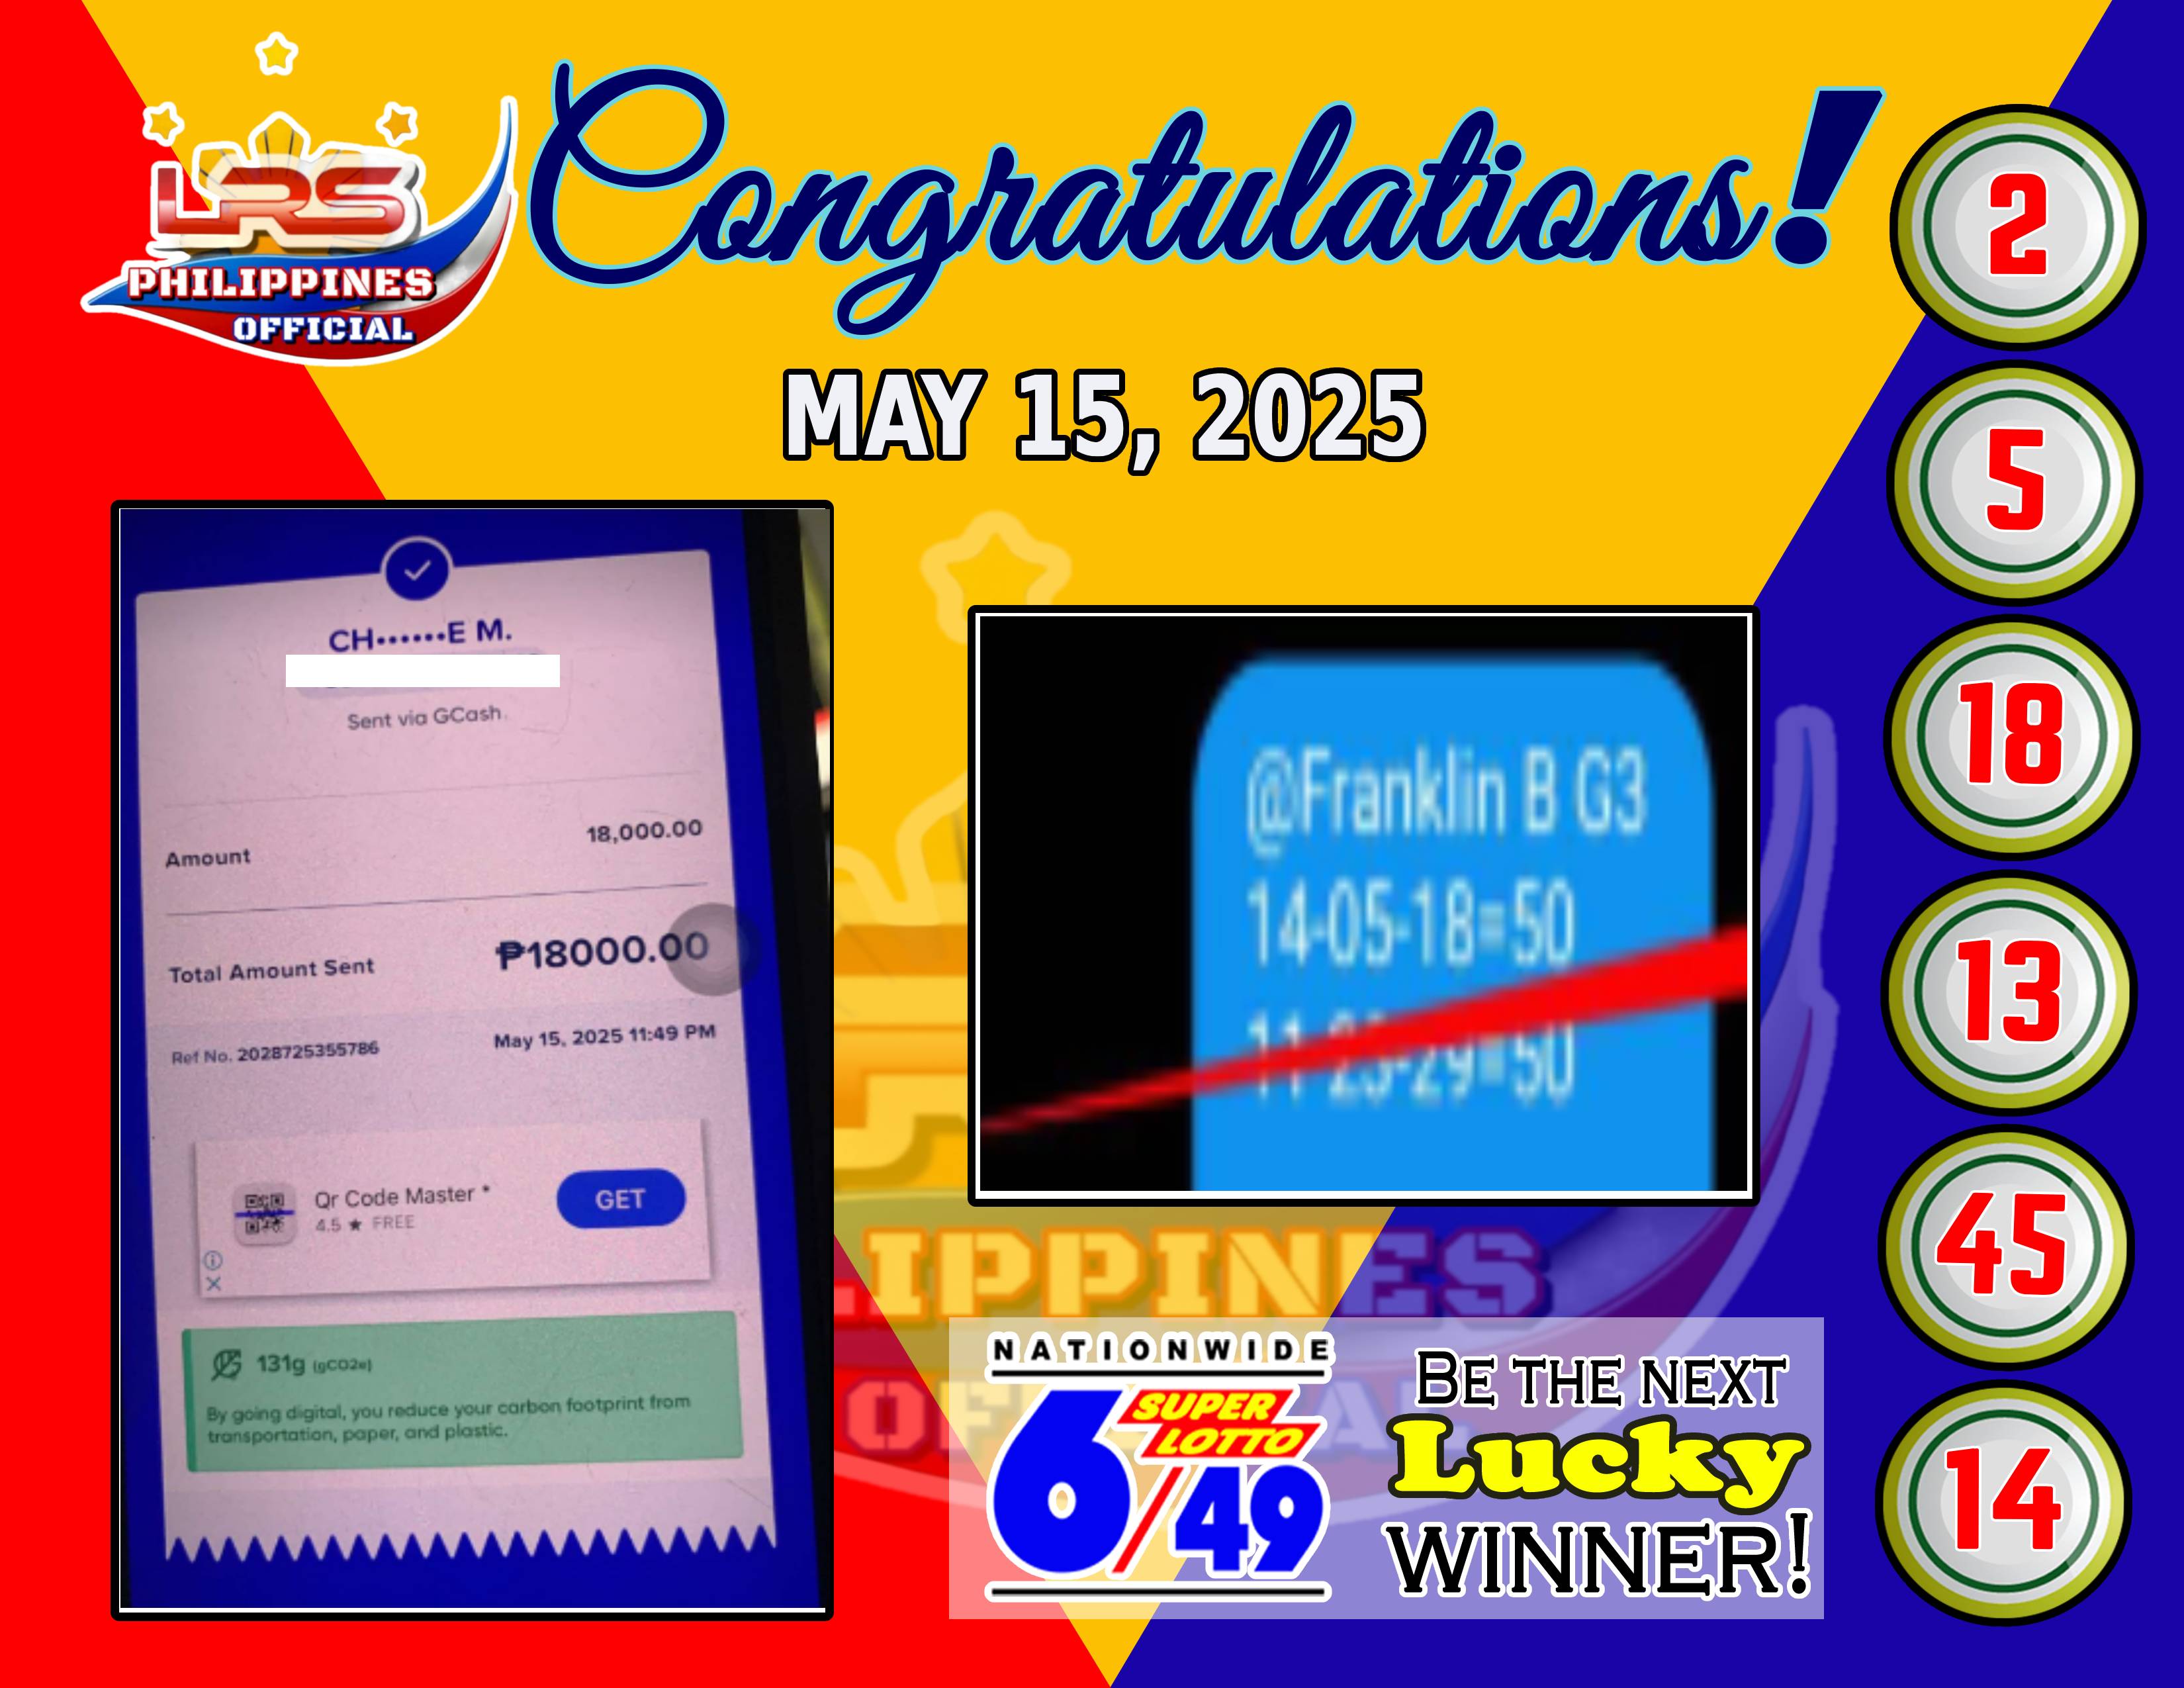 LRS
PHILIPPINES
OFFICIAL
Congratulations!
MAY 15, 2025
CH••••••E M.
Sent via GCash.
Amount 18,000.00
Total Amount Sent ₱18000.00
Ref No. 2028725355786 May 15, 2025 11:49 PM
Qr Code Master *
4.5 ★ FREE
GET
131g (gCO2e)
By going digital, you reduce your carbon footprint from
transportation, paper, and plastic.
@Franklin B G3
14-05-18=50
11-23-29=50
LIPPINES
NATIONWIDE
SUPER
LOTTO
6/49
BE THE NEXT
Lucky
WINNER!
2
5
18
13
45
14